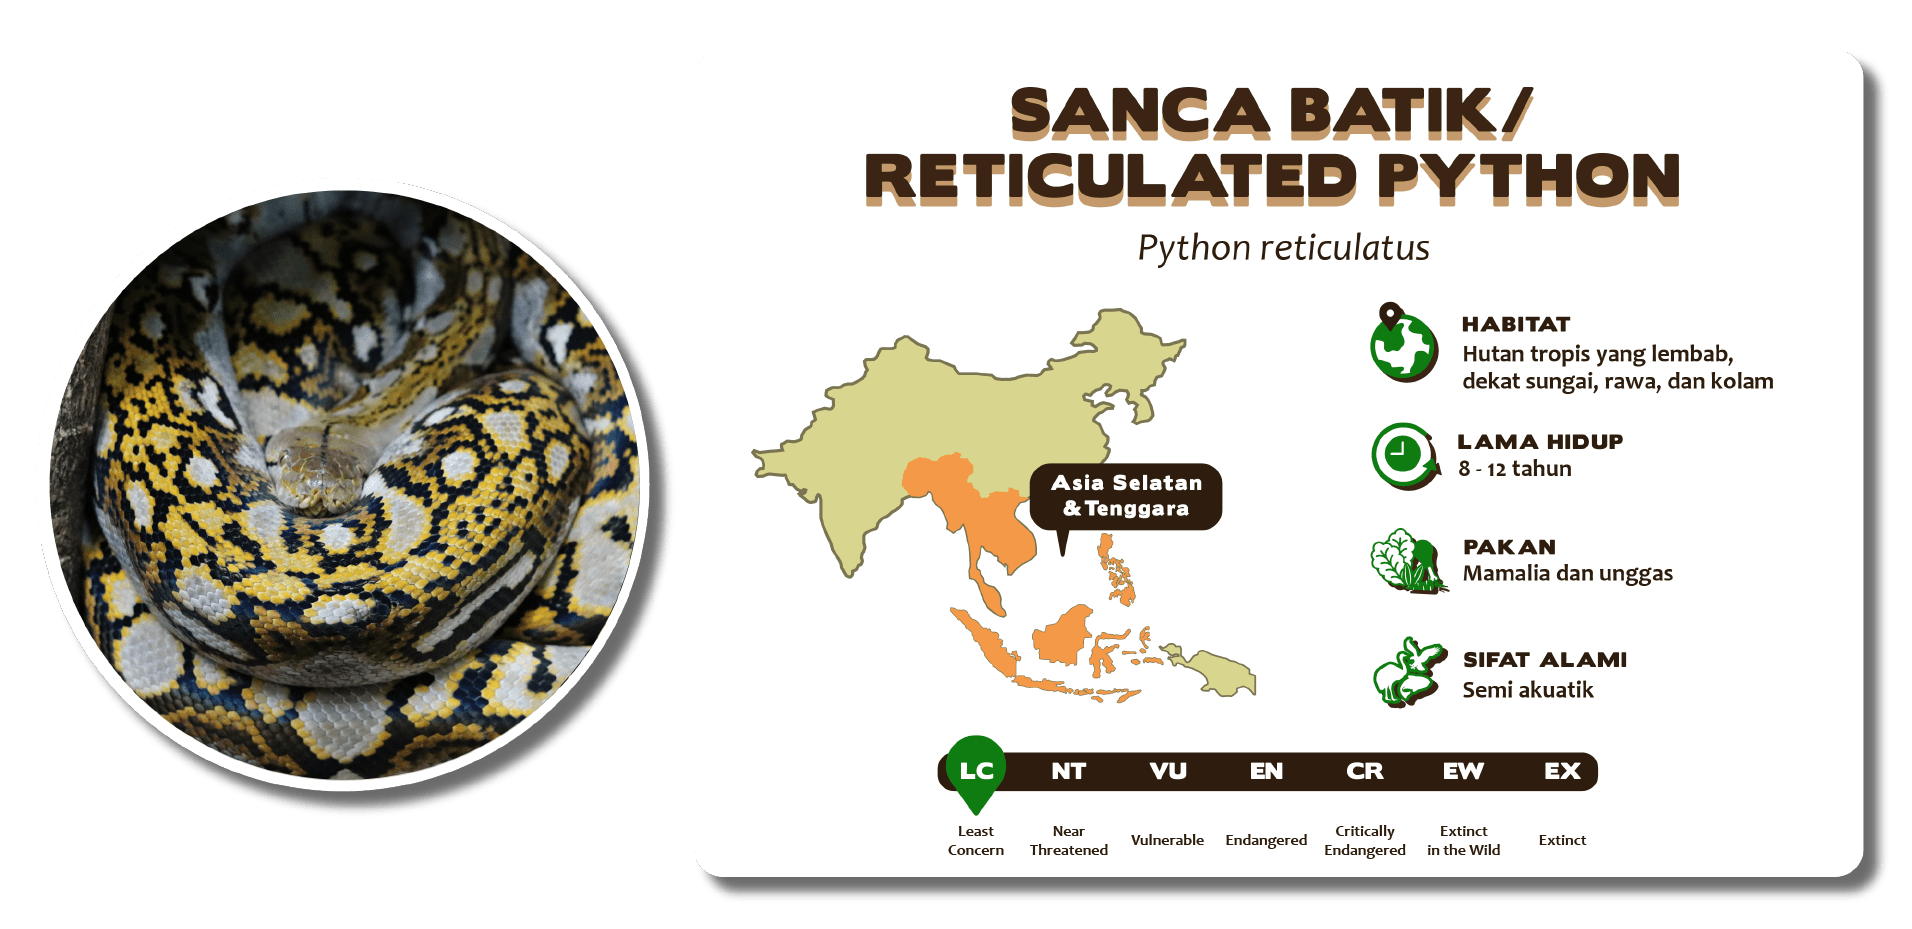 SANCA BATIK/
RETICULATED PYTHON
Python reticulatus
Asia Selatan
& Tenggara
HABITAT
Hutan tropis yang lembab,
dekat sungai, rawa, dan kolam
LAMA HIDUP
8 - 12 tahun
PAKAN
Mamalia dan unggas
SIFAT ALAMI
Semi akuatik
LC NT VU EN CR EW EX
Least Concern
Near Threatened
Vulnerable
Endangered
Critically Endangered
Extinct in the Wild
Extinct